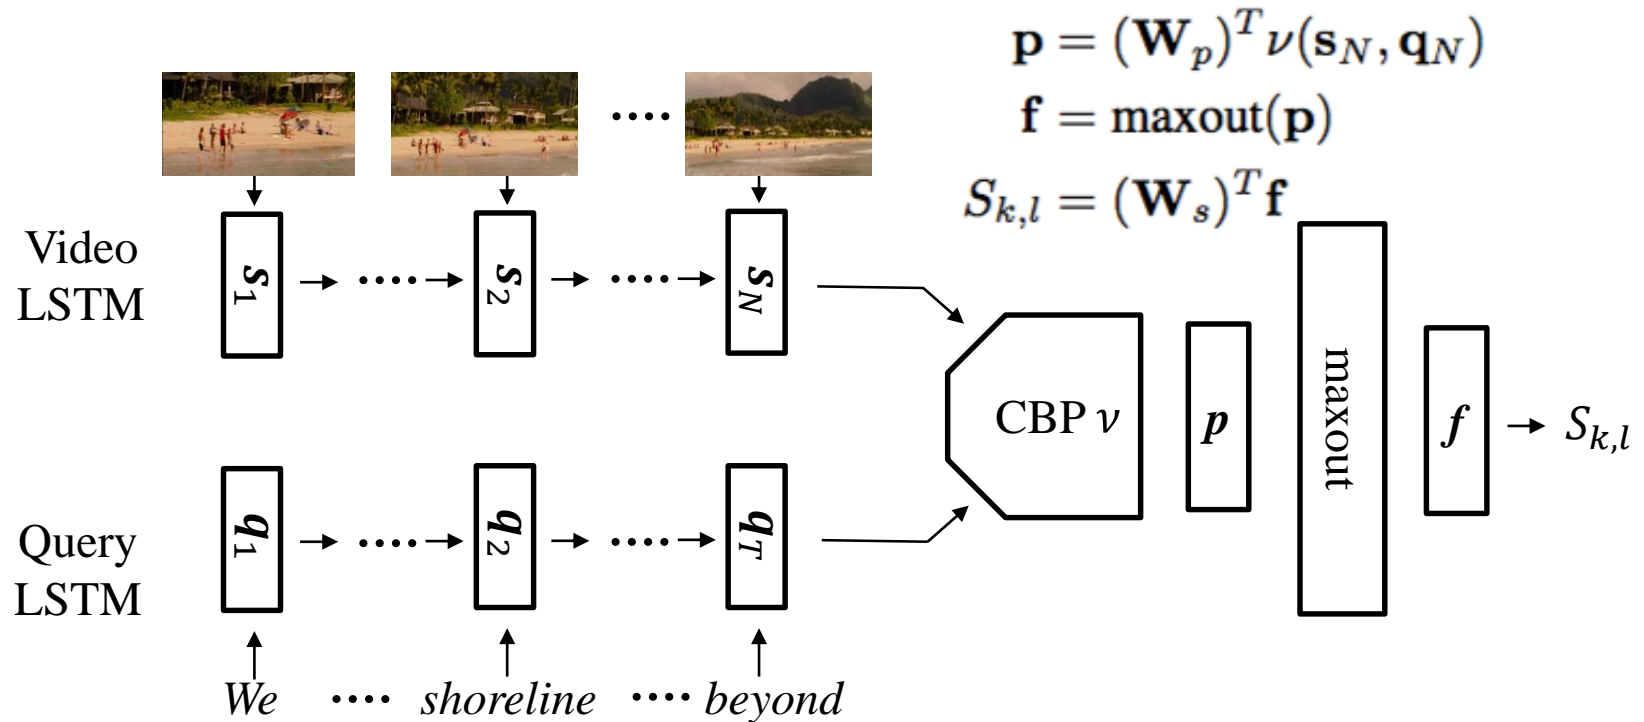 p = (W_p)^T ν(s_N, q_N)
f = maxout(p)
S_{k,l} = (W_s)^T f
....
Video
LSTM
s_1 .... s_2 .... s_N
CBP ν
p
maxout
f
S_{k,l}
Query
LSTM
q_1 .... q_2 .... q_T
We .... shoreline .... beyond